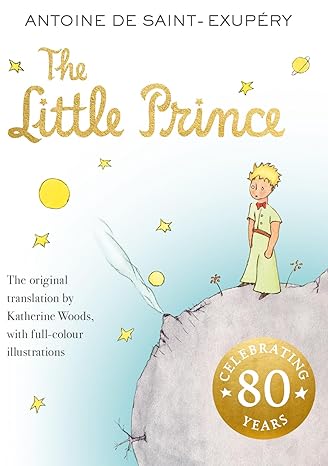 ANTOINE DE SAINT-EXUPÉRY
The
Little Prince
The original
translation by
Katherine Woods,
with full-colour
illustrations
CELEBRATING
80
YEARS